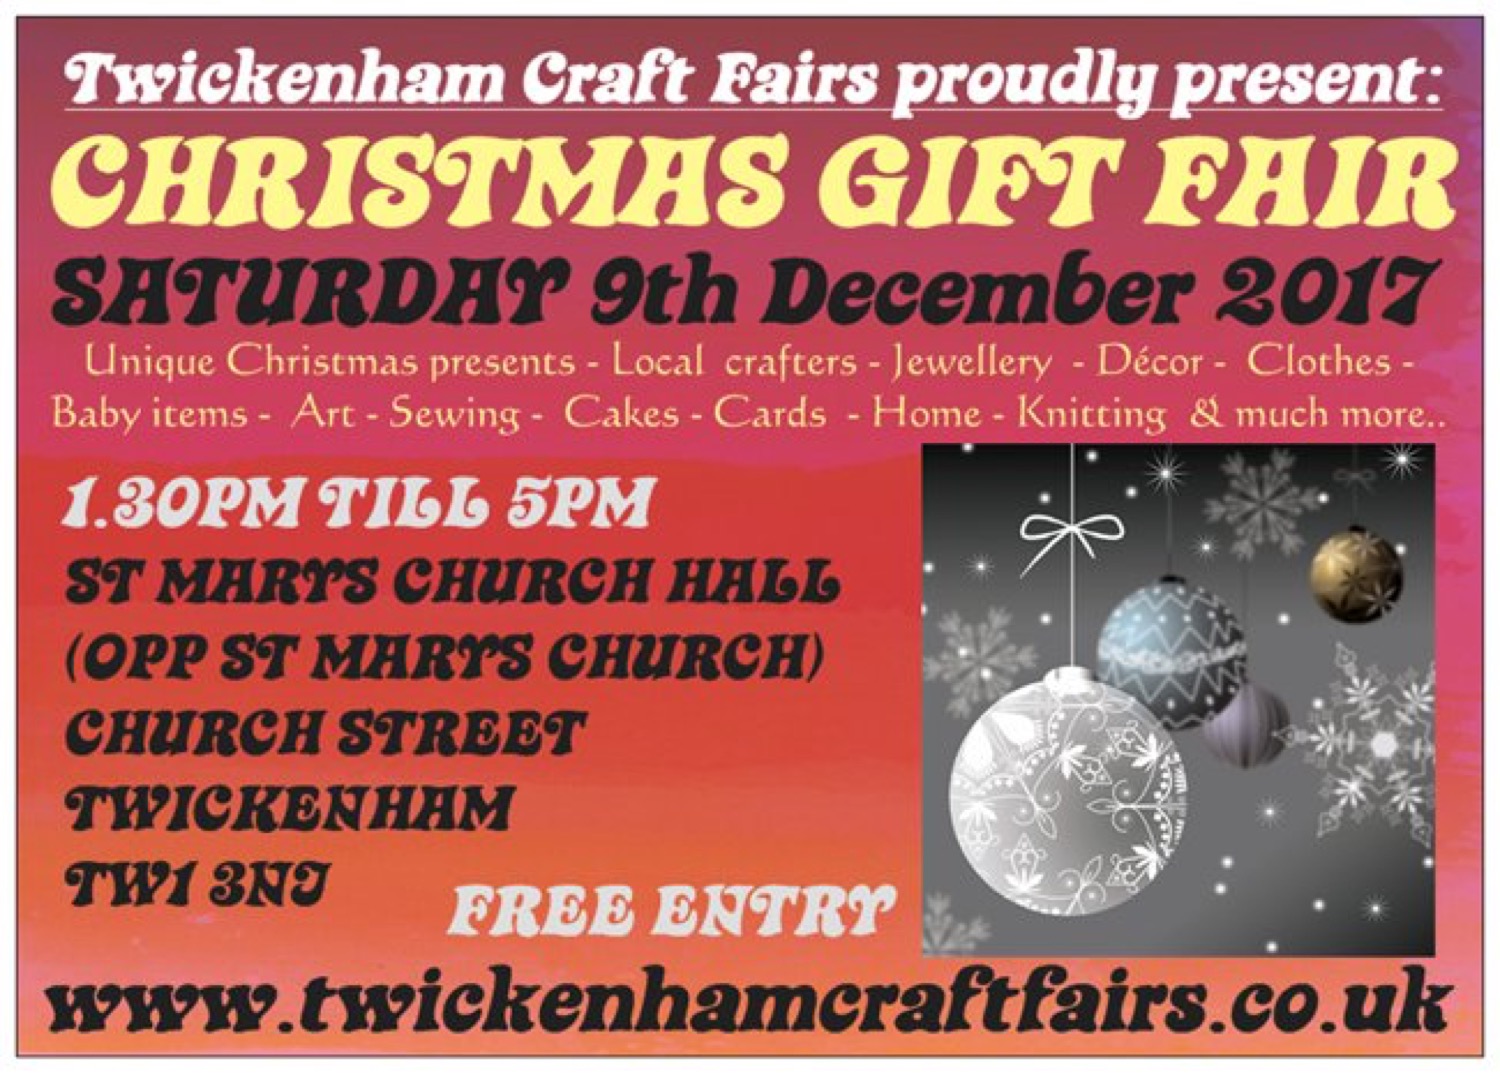 Twickenham Craft Fairs proudly present:
CHRISTMAS GIFT FAIR
SATURDAY 9th December 2017
Unique Christmas presents - Local crafters - Jewellery - Décor - Clothes -
Baby items - Art - Sewing - Cakes - Cards - Home - Knitting & much more..
1.30PM TILL 5PM
ST MARYS CHURCH HALL
(OPP ST MARYS CHURCH)
CHURCH STREET
TWICKENHAM
TW1 3NJ
FREE ENTRY
www.twickenhamcraftfairs.co.uk